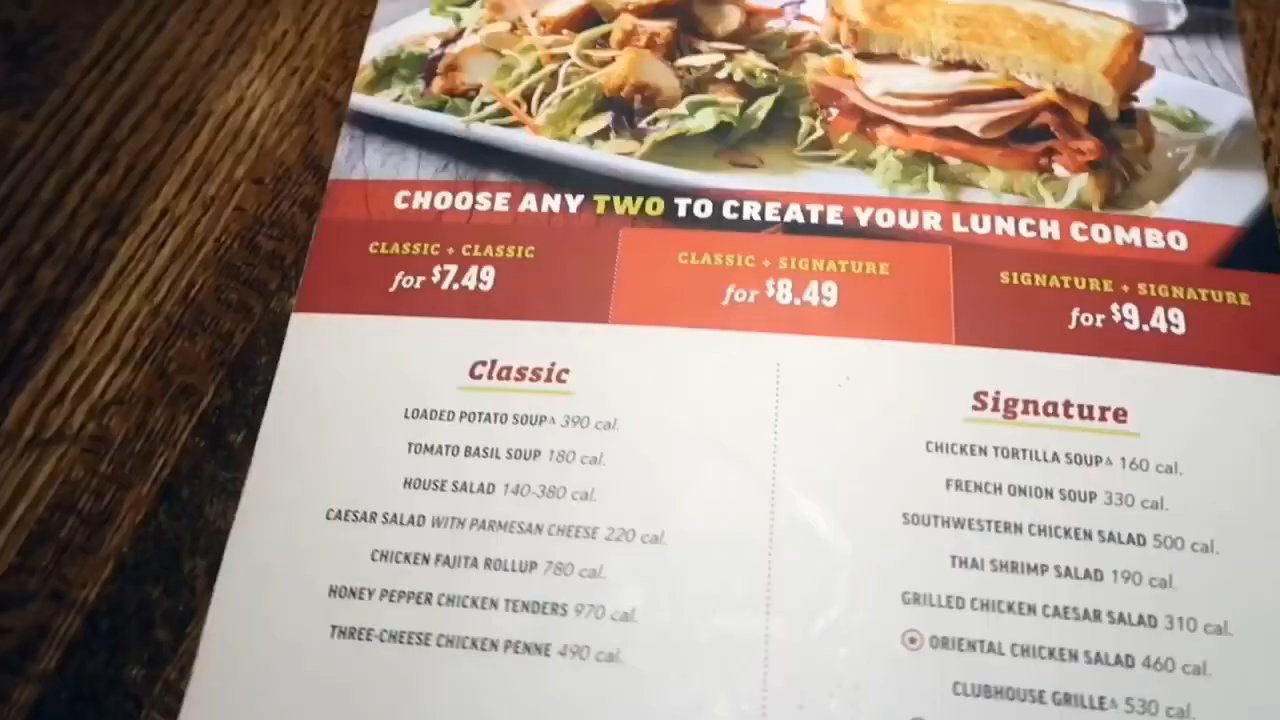 CHOOSE ANY TWO TO CREATE YOUR LUNCH COMBO
CLASSIC + CLASSIC
for $7.49
CLASSIC + SIGNATURE
for $8.49
SIGNATURE + SIGNATURE
for $9.49
Classic
LOADED POTATO SOUP∆ 390 cal.
TOMATO BASIL SOUP 180 cal.
HOUSE SALAD 140-380 cal.
CAESAR SALAD WITH PARMESAN CHEESE 220 cal.
CHICKEN FAJITA ROLLUP 780 cal.
HONEY PEPPER CHICKEN TENDERS 970 cal.
THREE-CHEESE CHICKEN PENNE 490 cal.
Signature
CHICKEN TORTILLA SOUP∆ 160 cal.
FRENCH ONION SOUP 330 cal.
SOUTHWESTERN CHICKEN SALAD 500 cal.
THAI SHRIMP SALAD 190 cal.
GRILLED CHICKEN CAESAR SALAD 310 cal.
ORIENTAL CHICKEN SALAD 460 cal.
CLUBHOUSE GRILLE∆ 530 cal.